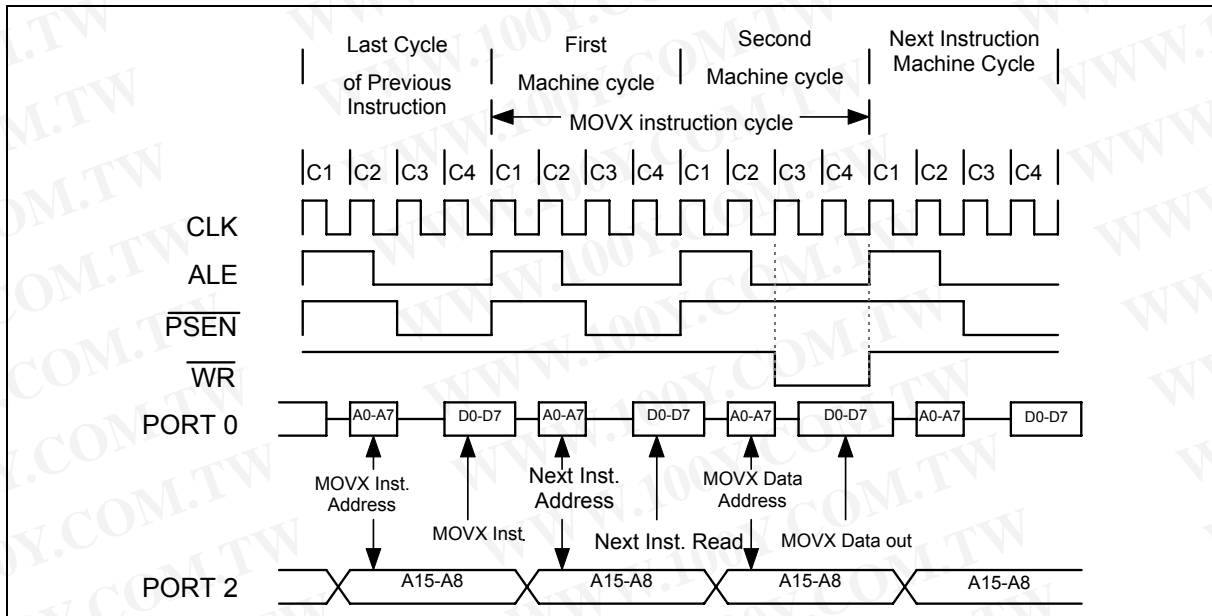 Last Cycle
of Previous
Instruction
First
Machine cycle
Second
Machine cycle
Next Instruction
Machine Cycle
MOVX instruction cycle
C1 C2 C3 C4 C1 C2 C3 C4 C1 C2 C3 C4 C1 C2 C3 C4
CLK
ALE
PSEN
WR
PORT 0
A0-A7 D0-D7 A0-A7 D0-D7 A0-A7 D0-D7 A0-A7 D0-D7
MOVX Inst.
Address
MOVX Inst.
Next Inst.
Address
Next Inst. Read
MOVX Data
Address
MOVX Data out
PORT 2
A15-A8 A15-A8 A15-A8 A15-A8
WWW.100Y.COM.TW